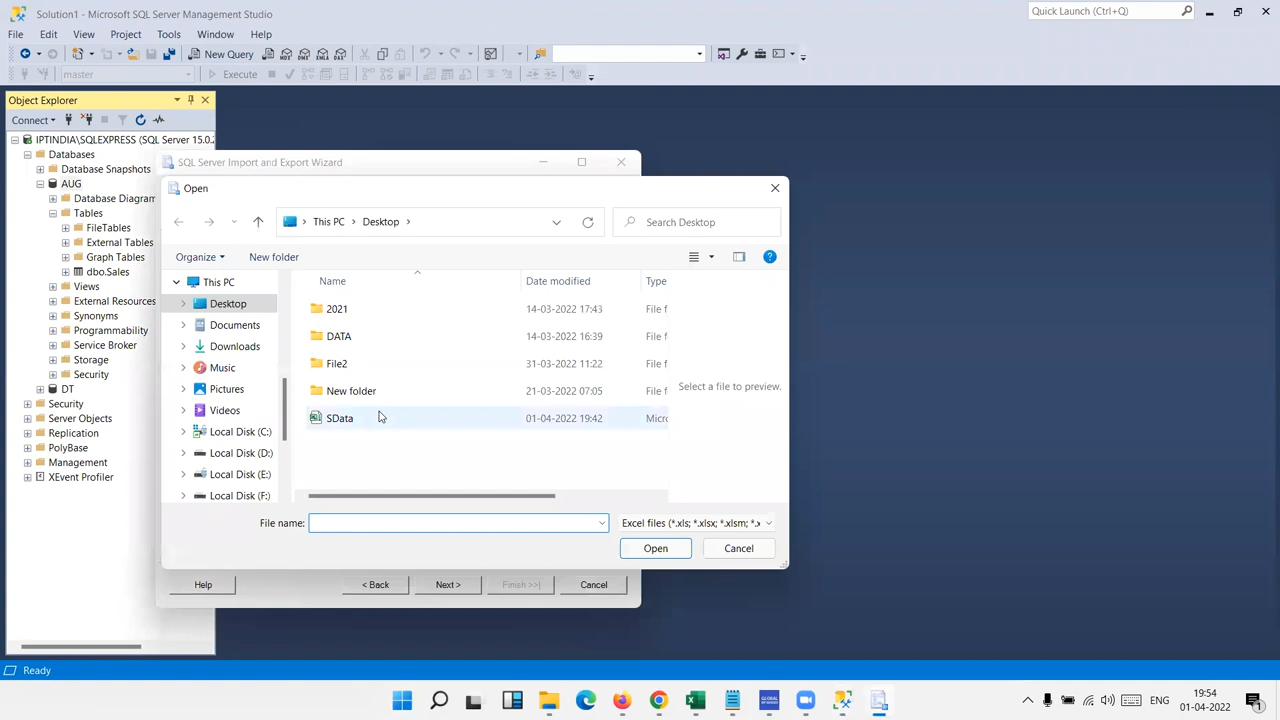 Solution1 - Microsoft SQL Server Management Studio
Quick Launch (Ctrl+Q)
File Edit View Project Tools Window Help
New Query
master
Execute
Object Explorer
Connect
IPTINDIA\SQLEXPRESS (SQL Server 15.0.2
Databases
Database Snapshots
AUG
Database Diagram
Tables
FileTables
External Tables
Graph Tables
dbo.Sales
Views
External Resources
Synonyms
Programmability
Service Broker
Storage
Security
DT
Security
Server Objects
Replication
PolyBase
Management
XEvent Profiler
SQL Server Import and Export Wizard
Open
This PC > Desktop >
Search Desktop
Organize
New folder
This PC
Desktop
Documents
Downloads
Music
Pictures
Videos
Local Disk (C:)
Local Disk (D:)
Local Disk (E:)
Local Disk (F:)
Name Date modified Type
2021 14-03-2022 17:43 File f
DATA 14-03-2022 16:39 File f
File2 31-03-2022 11:22 File f
New folder 21-03-2022 07:05 File f
SData 01-04-2022 19:42 Micro
Select a file to preview.
File name:
Excel files (*.xls; *.xlsx; *.xlsm; *.x
Open Cancel
Help < Back Next > Finish >>| Cancel
Ready
ENG
19:54
01-04-2022